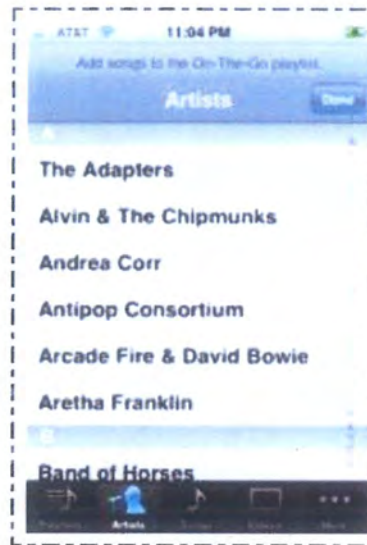 AT&T 11:04 PM
Add songs to the On-The-Go playlist.
Artists Done
A
The Adapters
Alvin & The Chipmunks
Andrea Corr
Antipop Consortium
Arcade Fire & David Bowie
Aretha Franklin
B
Band of Horses
Artists